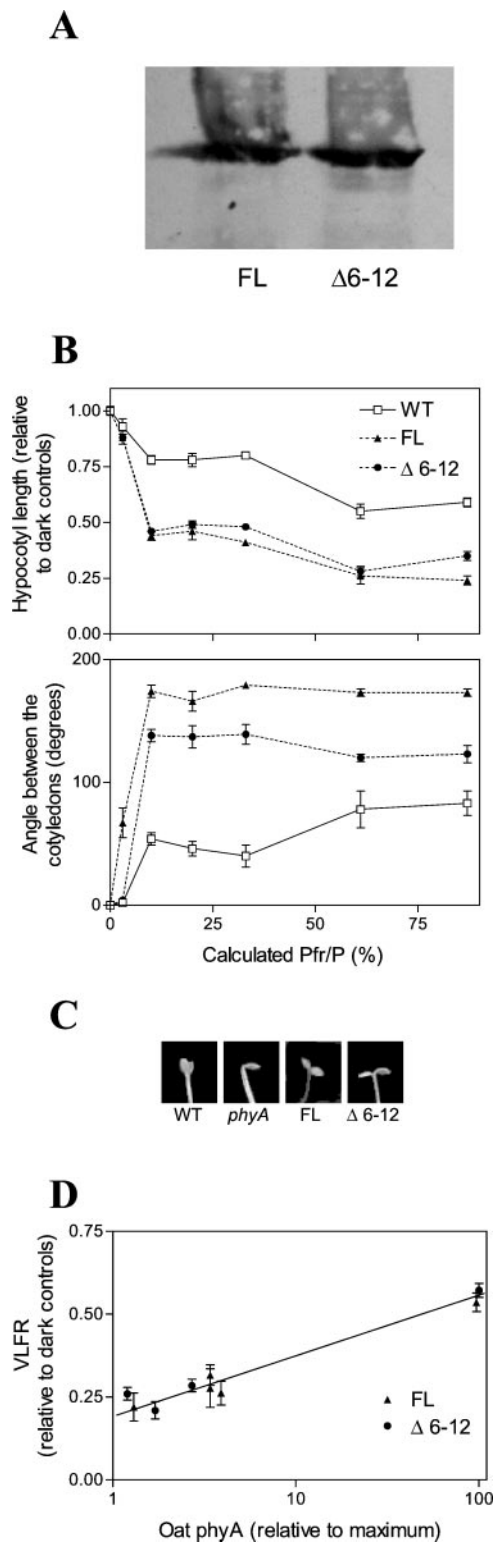 A
FL Δ6-12
B
Hypocotyl length (relative
to dark controls)
1.00
0.75
0.50
0.25
0.00
WT
FL
Δ 6-12
Angle between the
cotyledons (degrees)
200
100
0
0 25 50 75
Calculated Pfr/P (%)
C
WT phyA FL Δ 6-12
D
VLFR
(relative to dark controls)
0.75
0.50
0.25
0.00
FL
Δ 6-12
1 10 100
Oat phyA (relative to maximum)